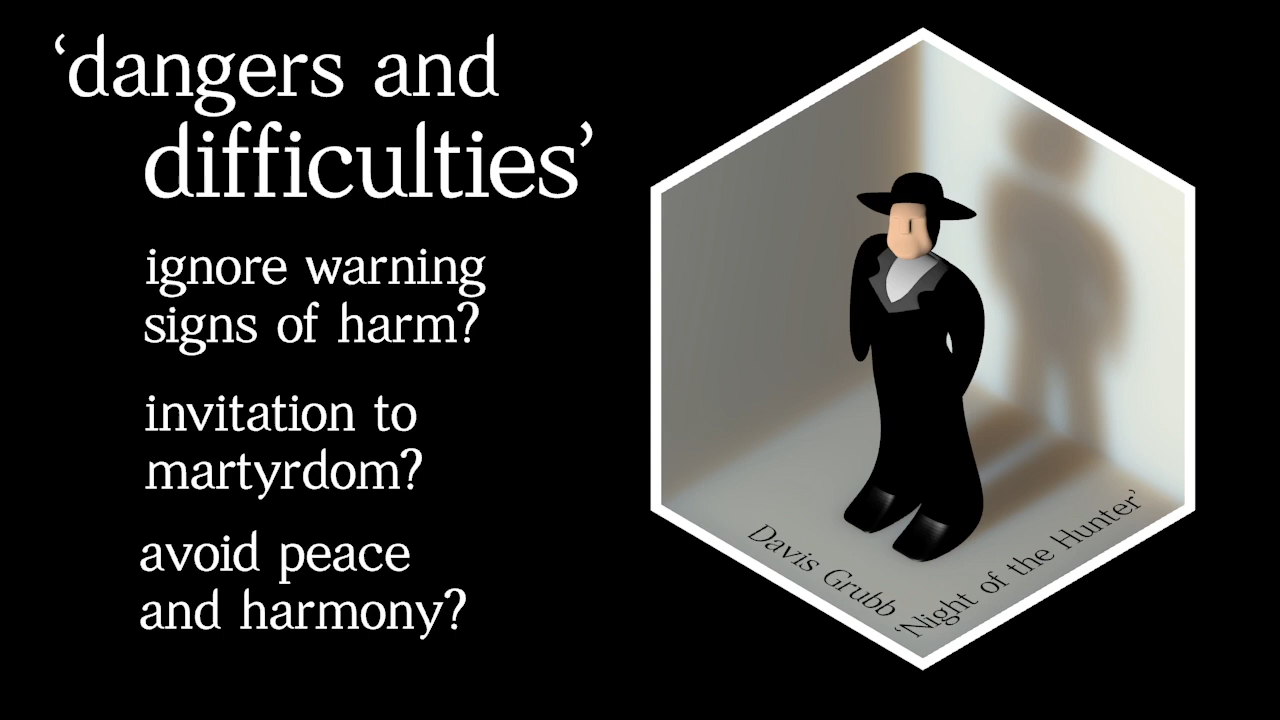 ‘dangers and
difficulties’
ignore warning
signs of harm?
invitation to
martyrdom?
avoid peace
and harmony?
Davis Grubb
‘Night of the Hunter’